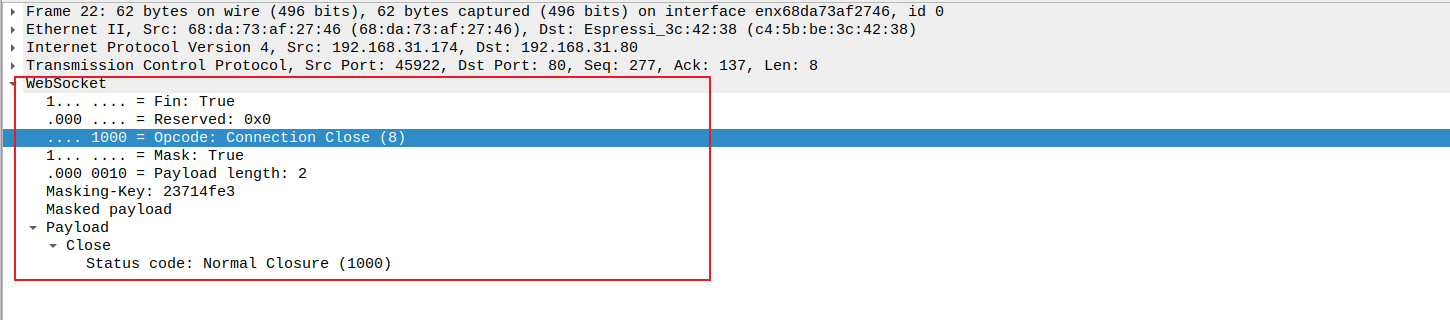 Frame 22: 62 bytes on wire (496 bits), 62 bytes captured (496 bits) on interface enx68da73af2746, id 0
Ethernet II, Src: 68:da:73:af:27:46 (68:da:73:af:27:46), Dst: Espressi_3c:42:38 (c4:5b:be:3c:42:38)
Internet Protocol Version 4, Src: 192.168.31.174, Dst: 192.168.31.80
Transmission Control Protocol, Src Port: 45922, Dst Port: 80, Seq: 277, Ack: 137, Len: 8
WebSocket
1... .... = Fin: True
.000 .... = Reserved: 0x0
.... 1000 = Opcode: Connection Close (8)
1... .... = Mask: True
.000 0010 = Payload length: 2
Masking-Key: 23714fe3
Masked payload
Payload
Close
Status code: Normal Closure (1000)